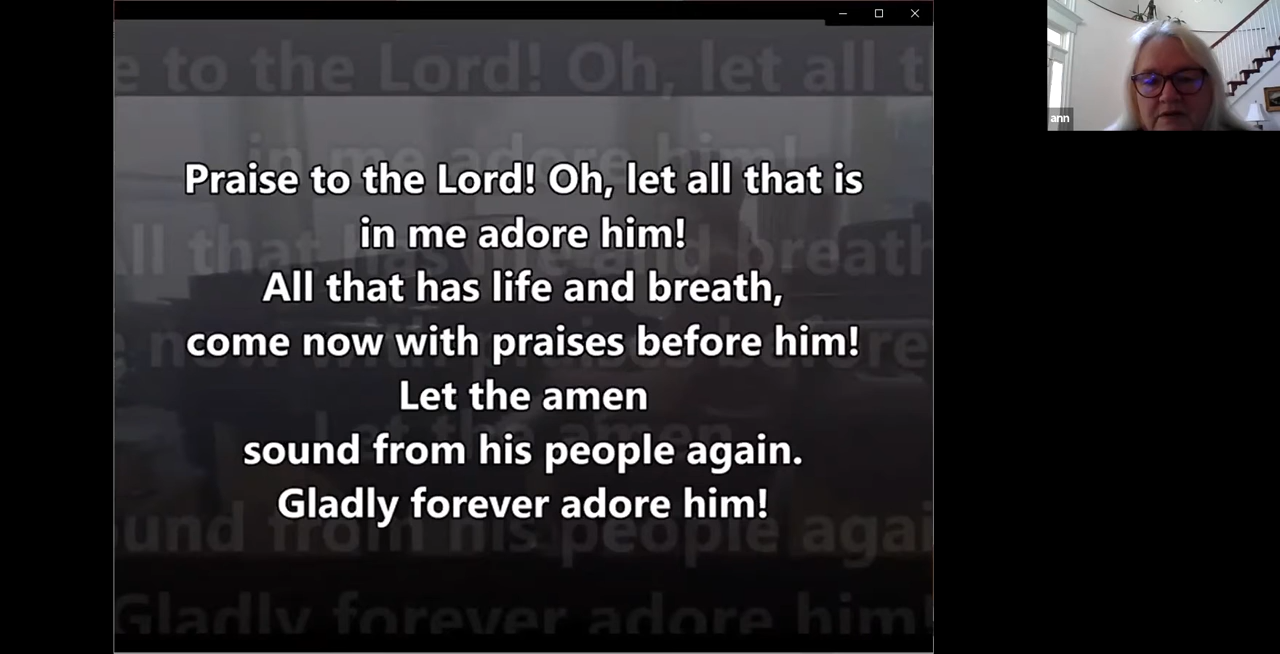 Praise to the Lord! Oh, let all that is
in me adore him!
All that has life and breath,
come now with praises before him!
Let the amen
sound from his people again.
Gladly forever adore him!
ann